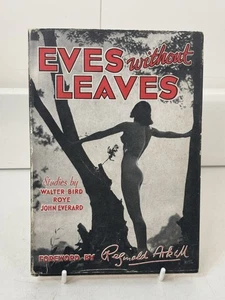 EVES without
LEAVES
Studies by
WALTER BIRD
ROYE
JOHN EVERARD
FOREWORD BY Reginald Arkell